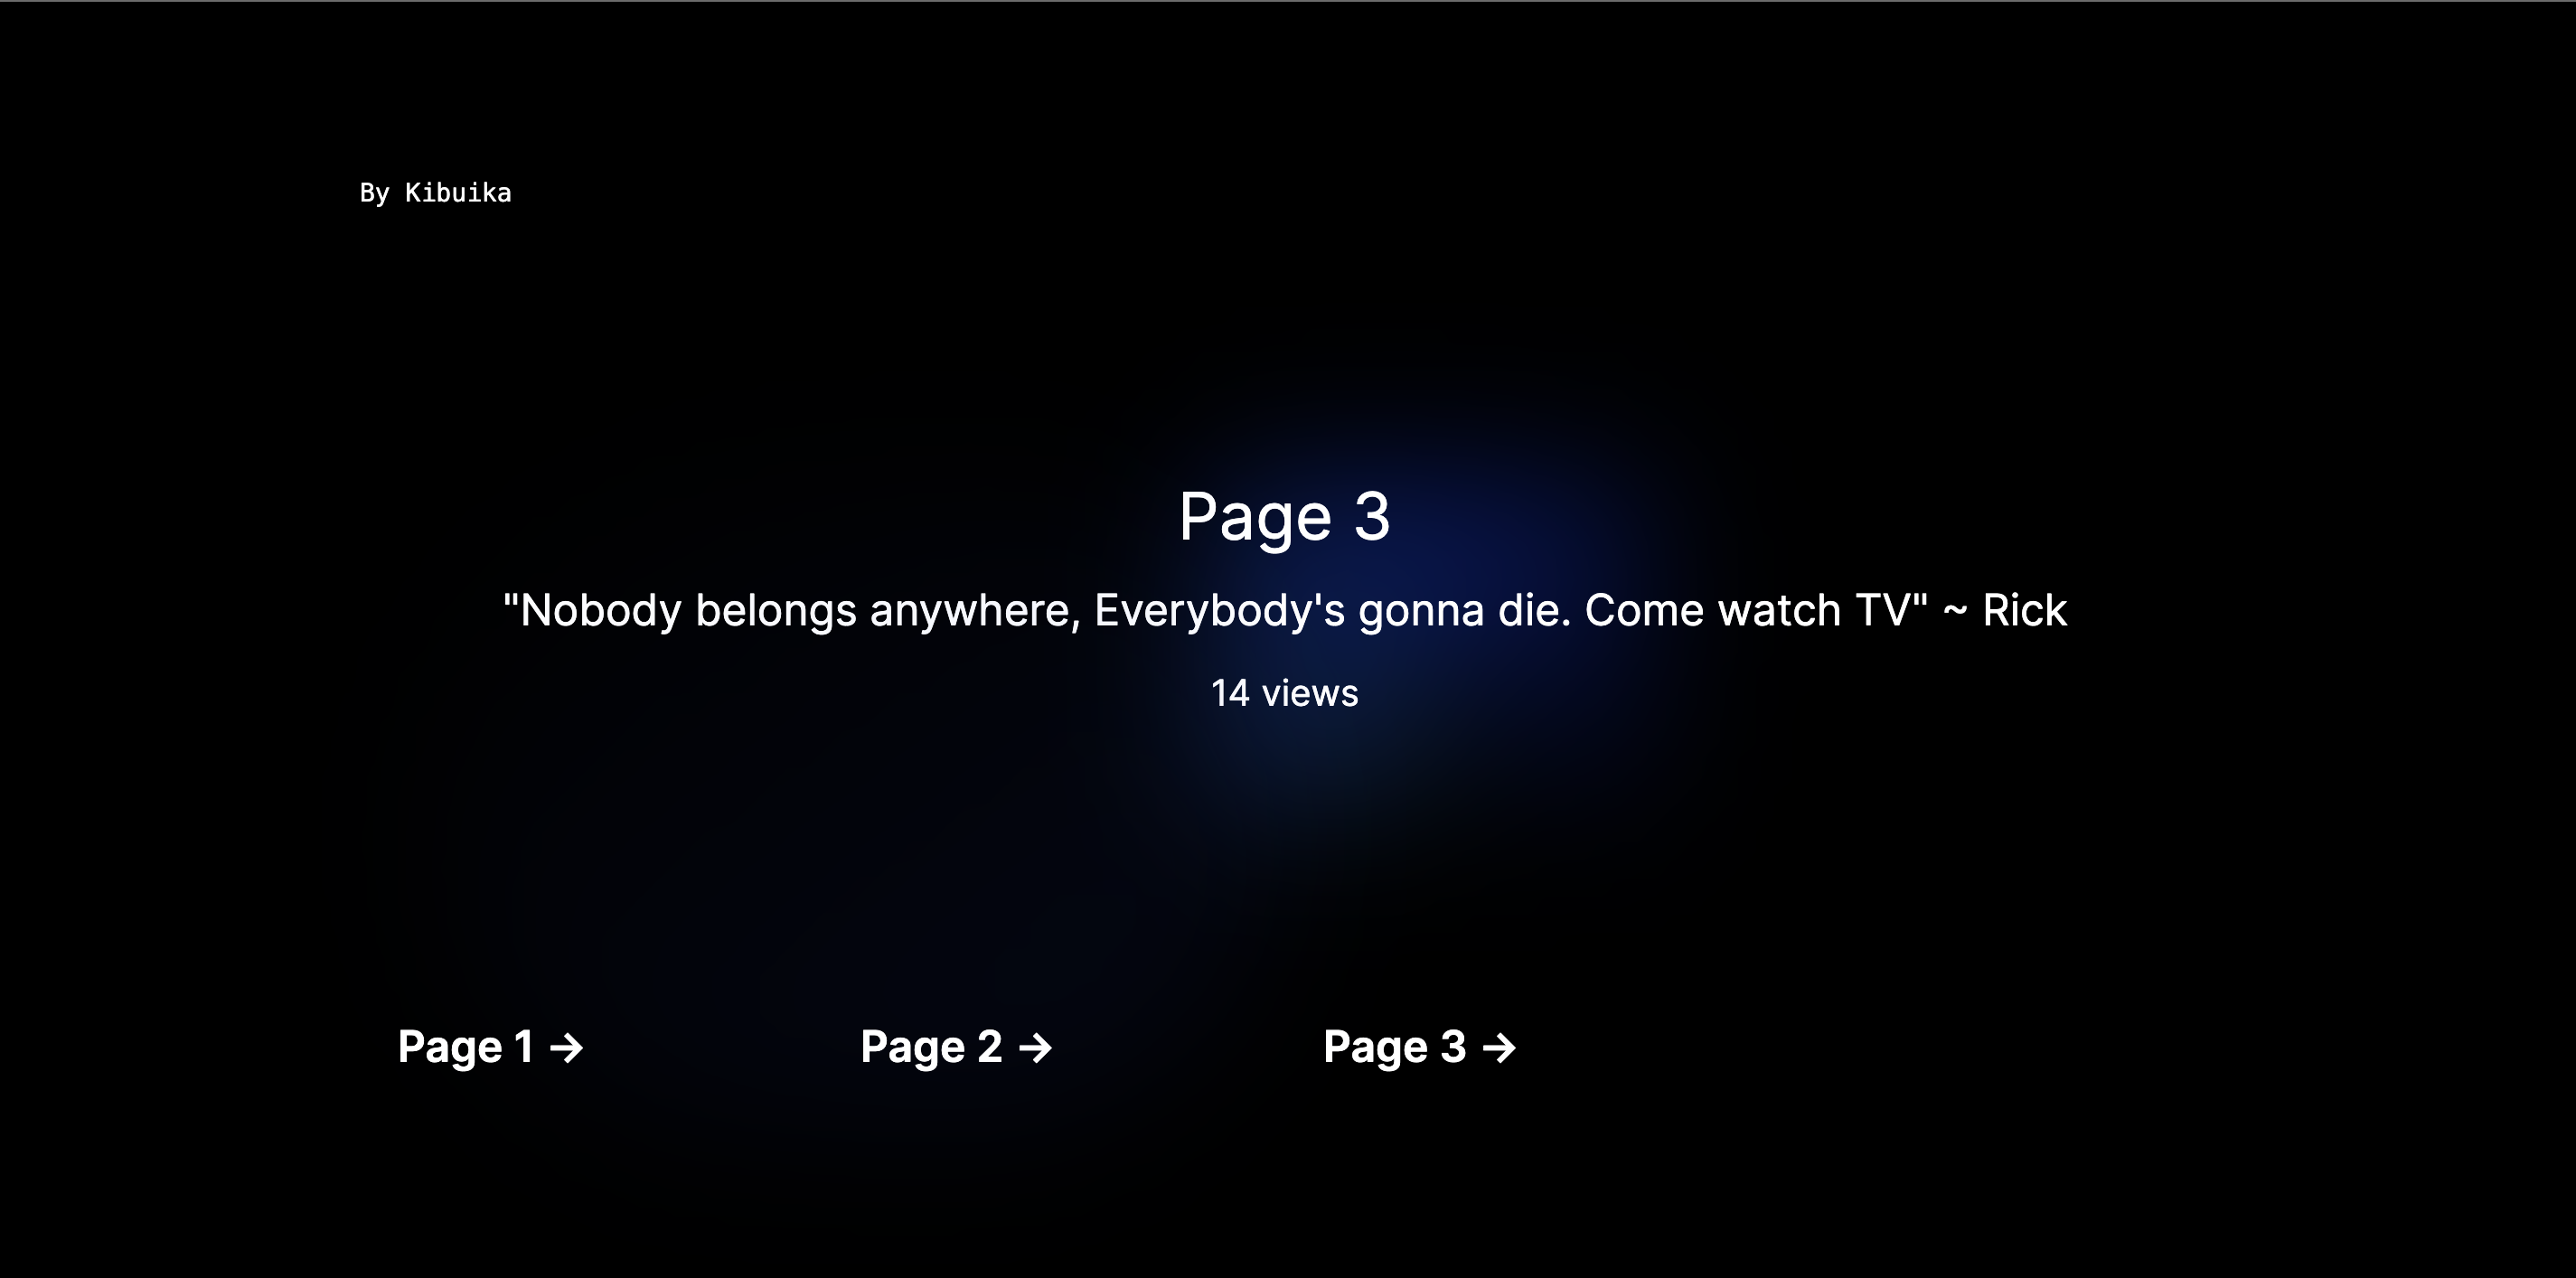 By Kibuika
Page 3
"Nobody belongs anywhere, Everybody's gonna die. Come watch TV" ~ Rick
14 views
Page 1 →
Page 2 →
Page 3 →